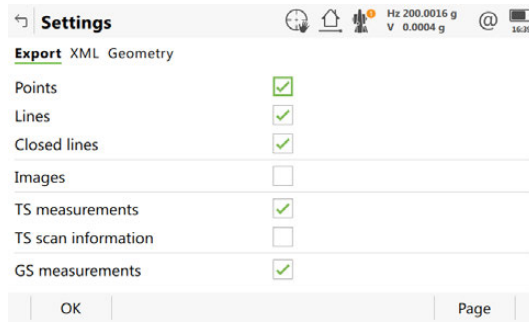 Settings
Hz 200.0016 g
V 0.0004 g
@
Export XML Geometry
Points
Lines
Closed lines
Images
TS measurements
TS scan information
GS measurements
OK
Page